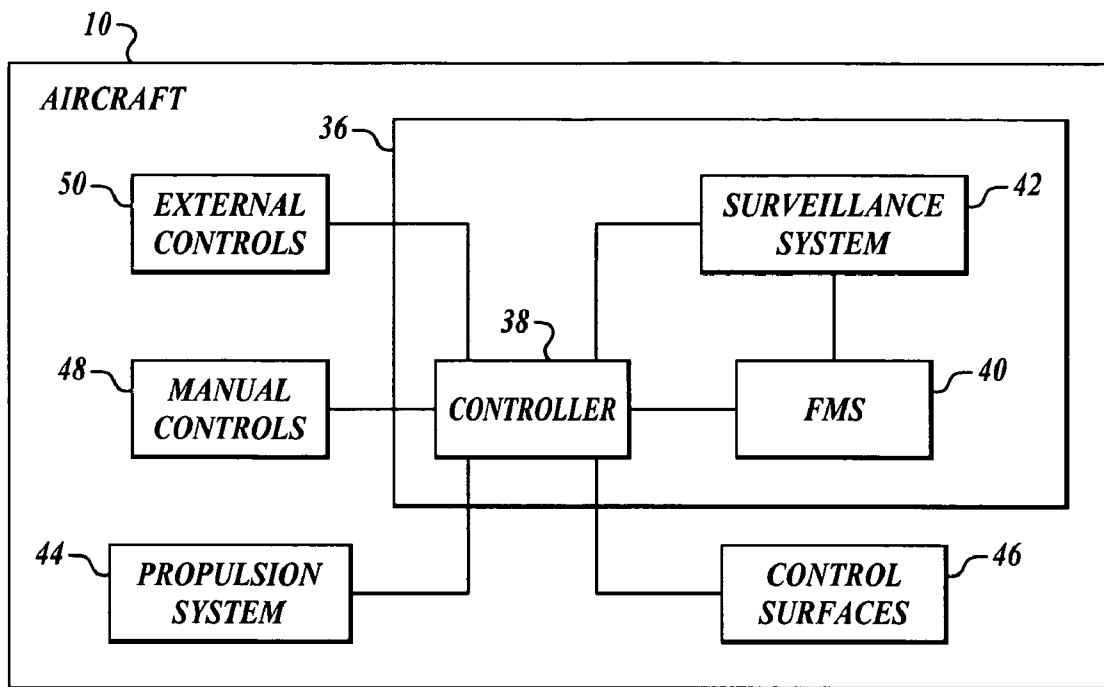 10
AIRCRAFT
36
50
EXTERNAL
CONTROLS
SURVEILLANCE
SYSTEM
42
38
48
MANUAL
CONTROLS
CONTROLLER
FMS
40
44
PROPULSION
SYSTEM
CONTROL
SURFACES
46